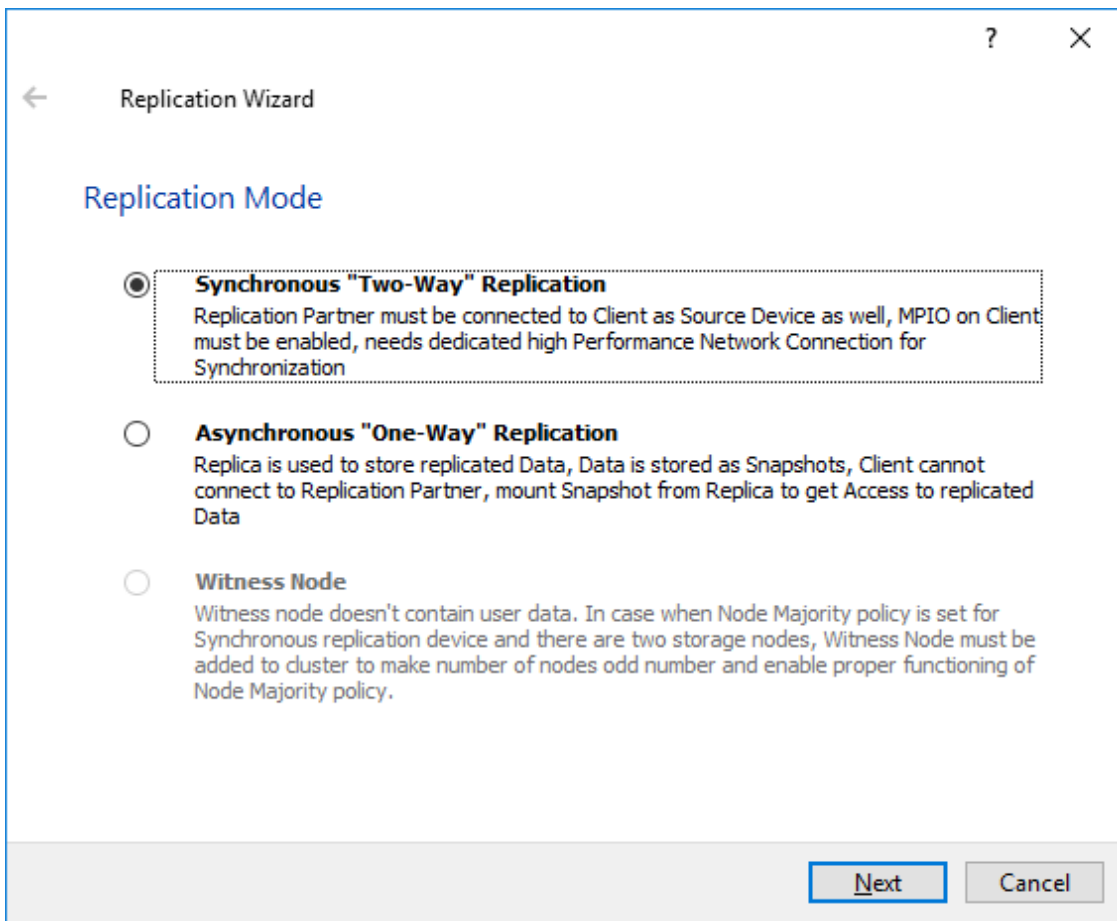 ?
Replication Wizard
Replication Mode
Synchronous "Two-Way" Replication
Replication Partner must be connected to Client as Source Device as well, MPIO on Client
must be enabled, needs dedicated high Performance Network Connection for
Synchronization
Asynchronous "One-Way" Replication
Replica is used to store replicated Data, Data is stored as Snapshots, Client cannot
connect to Replication Partner, mount Snapshot from Replica to get Access to replicated
Data
Witness Node
Witness node doesn't contain user data. In case when Node Majority policy is set for
Synchronous replication device and there are two storage nodes, Witness Node must be
added to cluster to make number of nodes odd number and enable proper functioning of
Node Majority policy.
Next Cancel